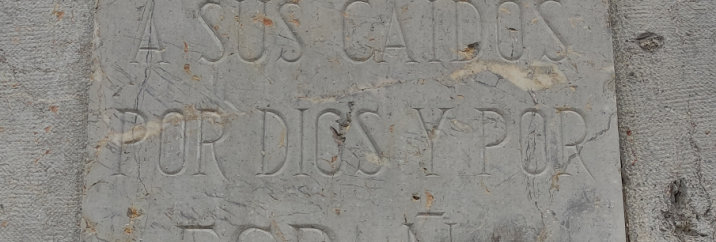 A SUS CAIDOS
POR DIOS Y POR